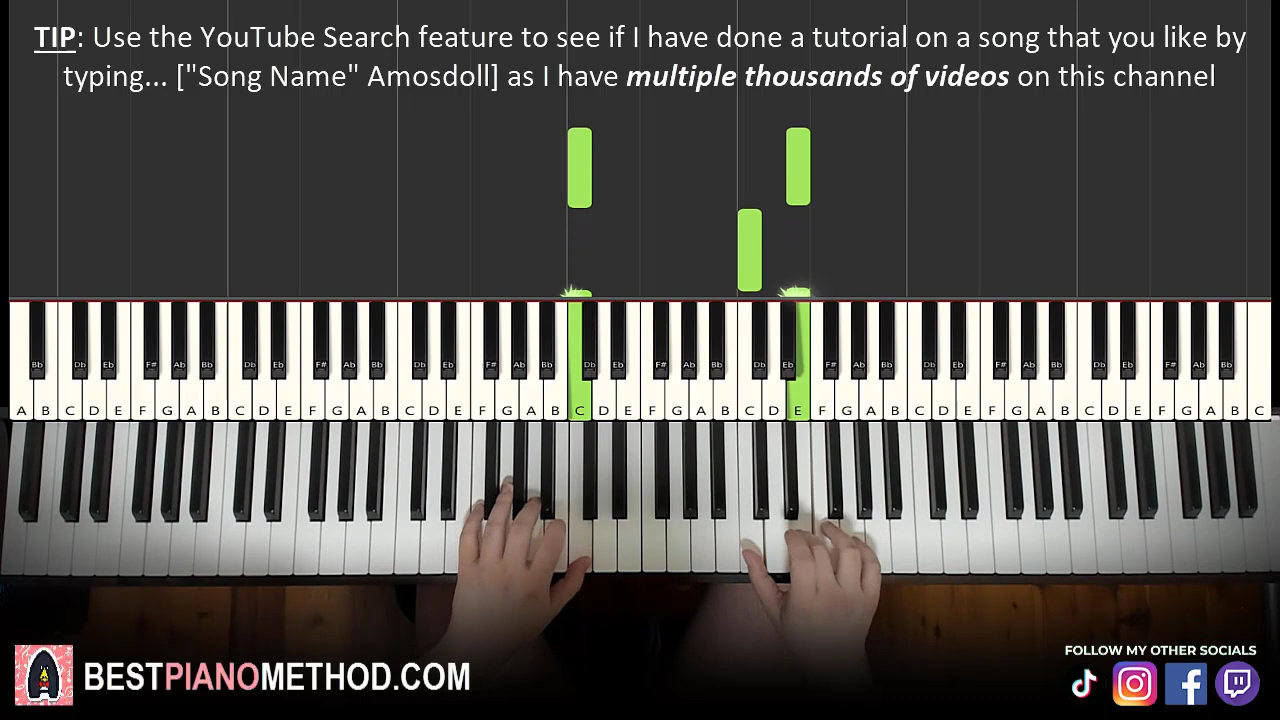 TIP: Use the YouTube Search feature to see if I have done a tutorial on a song that you like by
typing... ["Song Name" Amosdoll] as I have multiple thousands of videos on this channel
Bb Db Eb F# Ab Bb Db Eb F# Ab Bb Db Eb F# Ab Bb Db Eb F# Ab Bb Db Eb F# Ab Bb Db Eb F# Ab Bb Db Eb F# Ab Bb
A B C D E F G A B C D E F G A B C D E F G A B C D E F G A B C D E F G A B C D E F G A B C D E F G A B C
BESTPIANOMETHOD.COM
FOLLOW MY OTHER SOCIALS